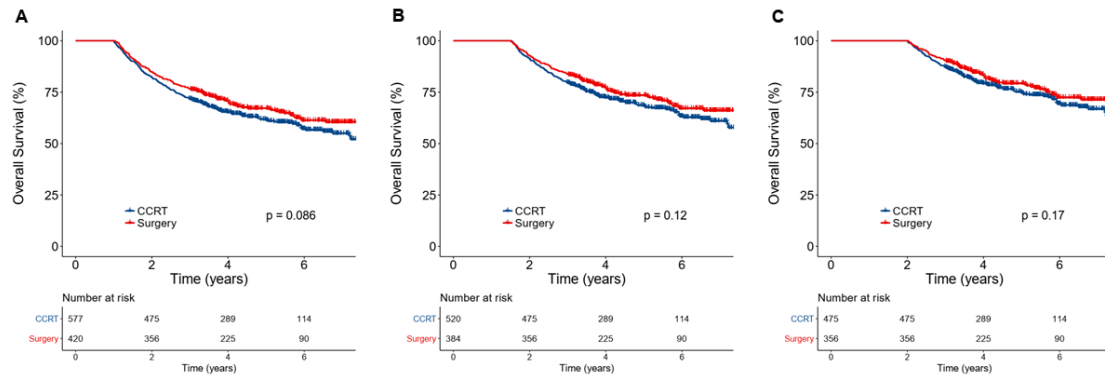 A
Overall Survival (%)
100
75
50
25
0
CCRT
Surgery
p = 0.086
0 2 4 6
Time (years)
Number at risk
CCRT 577 475 289 114
Surgery 420 356 225 90
0 2 4 6
Time (years)
B
Overall Survival (%)
100
75
50
25
0
CCRT
Surgery
p = 0.12
0 2 4 6
Time (years)
Number at risk
CCRT 520 475 289 114
Surgery 384 356 225 90
0 2 4 6
Time (years)
C
Overall Survival (%)
100
75
50
25
0
CCRT
Surgery
p = 0.17
0 2 4 6
Time (years)
Number at risk
CCRT 475 475 289 114
Surgery 356 356 225 90
0 2 4 6
Time (years)